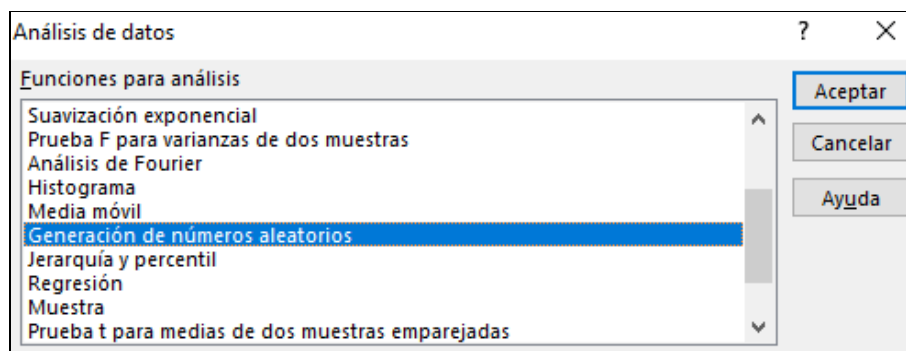 Análisis de datos ? ✕
Funciones para análisis
Suavización exponencial
Prueba F para varianzas de dos muestras
Análisis de Fourier
Histograma
Media móvil
Generación de números aleatorios
Jerarquía y percentil
Regresión
Muestra
Prueba t para medias de dos muestras emparejadas
Aceptar
Cancelar
Ayuda